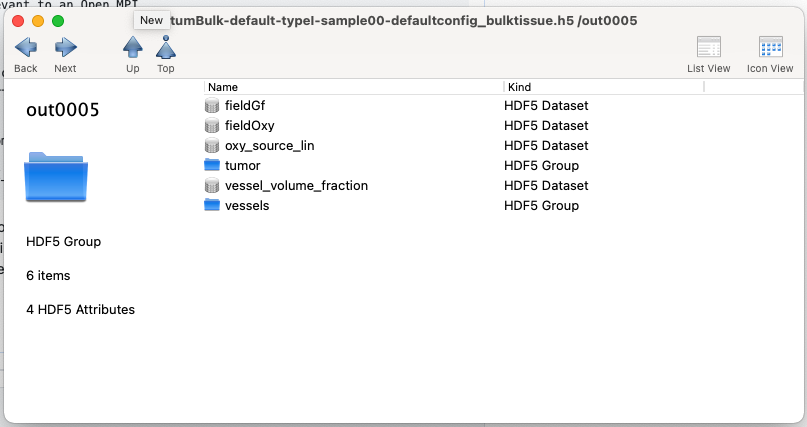 evant to an Open MPI
New
tumBulk-default-typeI-sample00-defaultconfig_bulktissue.h5 /out0005
Back
Next
Up
Top
List View
Icon View
Name
Kind
out0005
fieldGf
HDF5 Dataset
fieldOxy
HDF5 Dataset
oxy_source_lin
HDF5 Dataset
tumor
HDF5 Group
vessel_volume_fraction
HDF5 Dataset
vessels
HDF5 Group
HDF5 Group
6 items
4 HDF5 Attributes